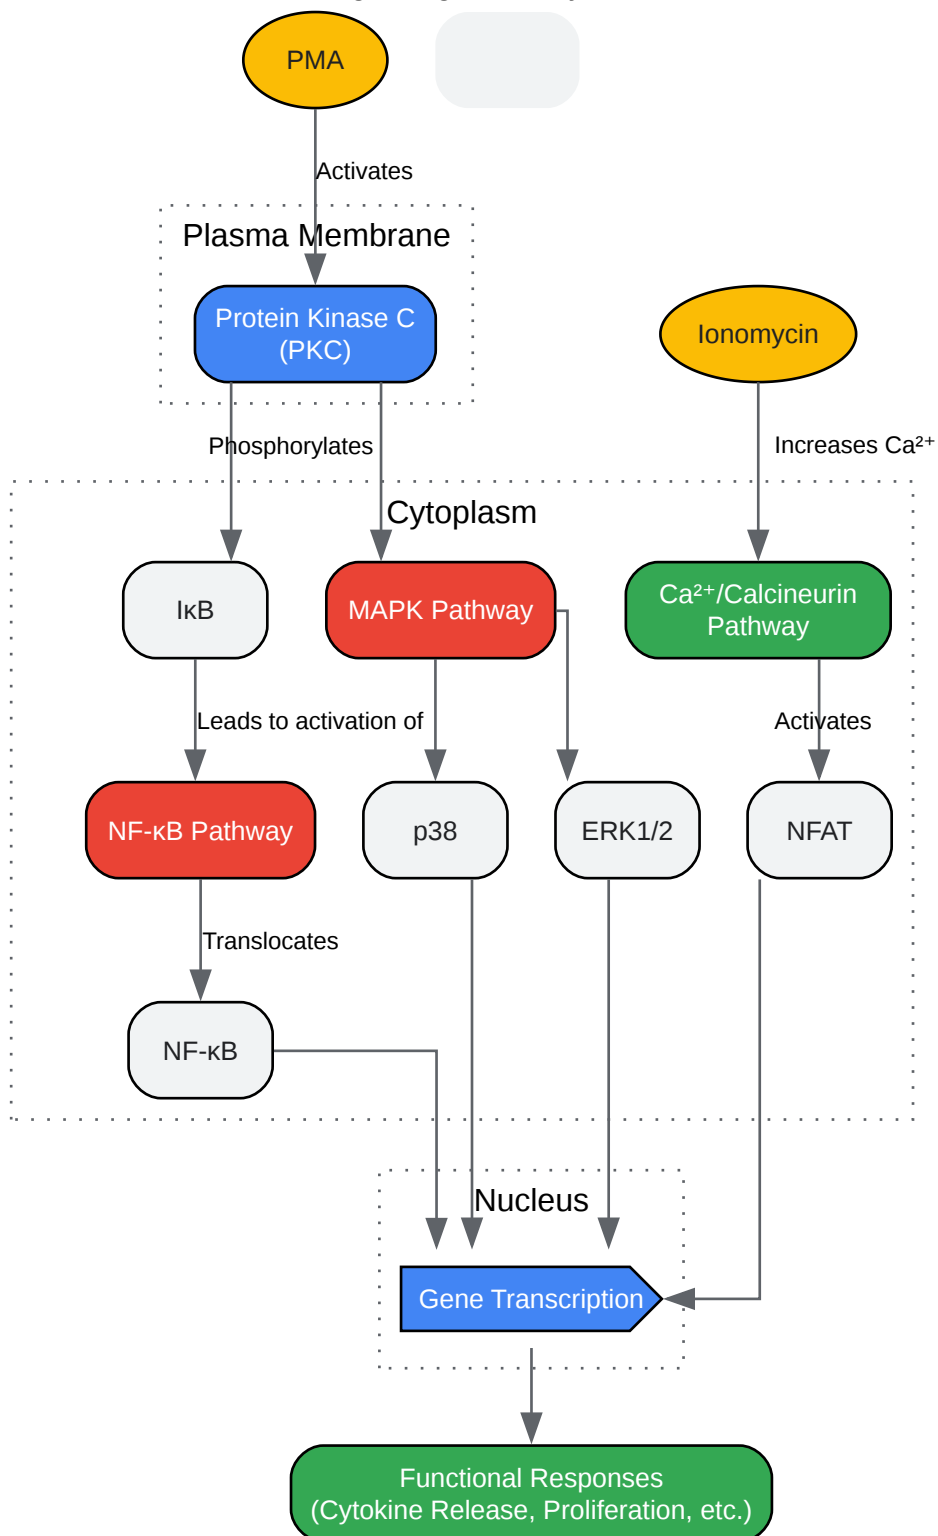 PMA
Activates
Plasma Membrane
Protein Kinase C
(PKC)
Ionomycin
Phosphorylates
Increases Ca²⁺
Cytoplasm
IκB
MAPK Pathway
Ca²⁺/Calcineurin
Pathway
Leads to activation of
Activates
NF-κB Pathway
p38
ERK1/2
NFAT
Translocates
NF-κB
Nucleus
Gene Transcription
Functional Responses
(Cytokine Release, Proliferation, etc.)